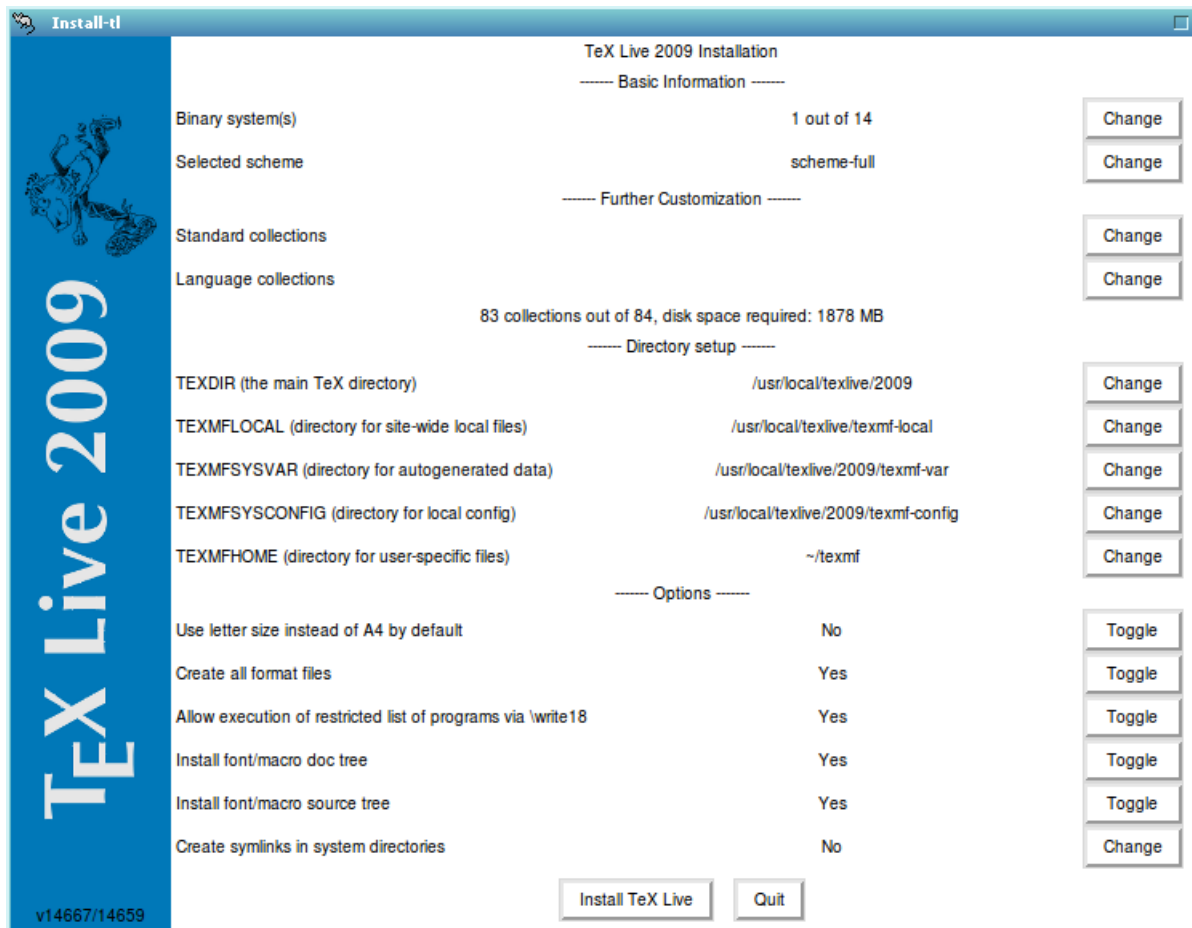 Install-tl
TeX Live 2009 Installation
------- Basic Information -------
Binary system(s) 1 out of 14 Change
Selected scheme scheme-full Change
------- Further Customization -------
Standard collections Change
Language collections Change
83 collections out of 84, disk space required: 1878 MB
------- Directory setup -------
TEXDIR (the main TeX directory) /usr/local/texlive/2009 Change
TEXMFLOCAL (directory for site-wide local files) /usr/local/texlive/texmf-local Change
TEXMFSYSVAR (directory for autogenerated data) /usr/local/texlive/2009/texmf-var Change
TEXMFSYSCONFIG (directory for local config) /usr/local/texlive/2009/texmf-config Change
TEXMFHOME (directory for user-specific files) ~/texmf Change
------- Options -------
Use letter size instead of A4 by default No Toggle
Create all format files Yes Toggle
Allow execution of restricted list of programs via \write18 Yes Toggle
Install font/macro doc tree Yes Toggle
Install font/macro source tree Yes Toggle
Create symlinks in system directories No Change
Install TeX Live Quit
TEX Live 2009
v14667/14659